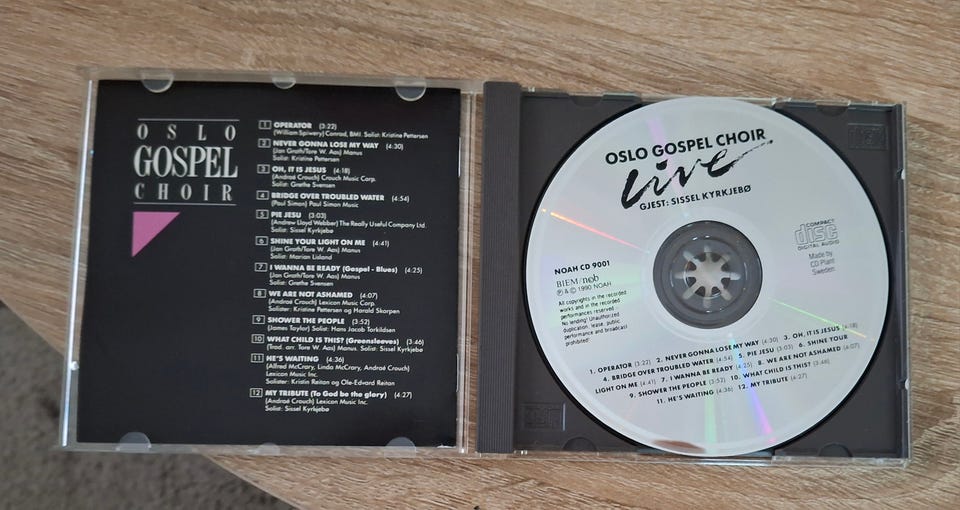 OSLO
GOSPEL
CHOIR
1 OPERATOR (3:22)
(William Spivery) Conrad, BMI. Solist: Kristine Pettersen
2 NEVER GONNA LOSE MY WAY (4:30)
(Jan Groth/Tore W. Aas) Manus
Solist: Kristine Pettersen
3 OH, IT IS JESUS (4:18)
(Andraé Crouch) Crouch Music Corp.
Solist: Grethe Svensen
4 BRIDGE OVER TROUBLED WATER (4:54)
(Paul Simon) Paul Simon Music
5 PIE JESU (3:03)
(Andrew Lloyd Webber) The Really Useful Company Ltd.
Solist: Sissel Kyrkjebø
6 SHINE YOUR LIGHT ON ME (4:41)
(Jan Groth/Tore W. Aas) Manus
Solist: Marian Lisland
7 I WANNA BE READY (Gospel - Blues) (4:25)
(Jan Groth/Tore W. Aas) Manus
Solist: Grethe Svensen
8 WE ARE NOT ASHAMED (4:07)
(Andraé Crouch) Lexicon Music Corp.
Solister: Kristine Pettersen og Harald Skorpen
9 SHOWER THE PEOPLE (3:52)
(James Taylor) Solist: Hans Jacob Torkildsen
10 WHAT CHILD IS THIS? (Greensleeves) (3:46)
(Trad. arr. Tore W. Aas) Manus. Solist: Sissel Kyrkjebø
11 HE'S WAITING (4:36)
(Alfred McCrary, Linda McCrary, Andraé Crouch)
Lexicon Music Inc.
Solister: Kristin Reitan og Ole-Edvard Reitan
12 MY TRIBUTE (To God be the glory) (4:27)
(Andraé Crouch) Lexicon Music Inc.
Solist: Sissel Kyrkjebø
OSLO GOSPEL CHOIR
Live
GJEST: SISSEL KYRKJEBØ
COMPACT
disc
DIGITAL AUDIO
Made by
CD Plant
Sweden
NOAH CD 9001
BIEM/ncb
℗ & © 1990 NOAH
All copyrights in the recorded
works and in the recorded
performances reserved
No lending! Unauthorized
duplication, lease, public
performance and broadcast
prohibited!
1. OPERATOR (3:22) 2. NEVER GONNA LOSE MY WAY (4:30) 3. OH, IT IS JESUS (4:18)
4. BRIDGE OVER TROUBLED WATER (4:54) 5. PIE JESU (3:03) 6. SHINE YOUR
LIGHT ON ME (4:41) 7. I WANNA BE READY (4:25) 8. WE ARE NOT ASHAMED (4:07)
9. SHOWER THE PEOPLE (3:52) 10. WHAT CHILD IS THIS? (3:46)
11. HE'S WAITING (4:36) 12. MY TRIBUTE (4:27)